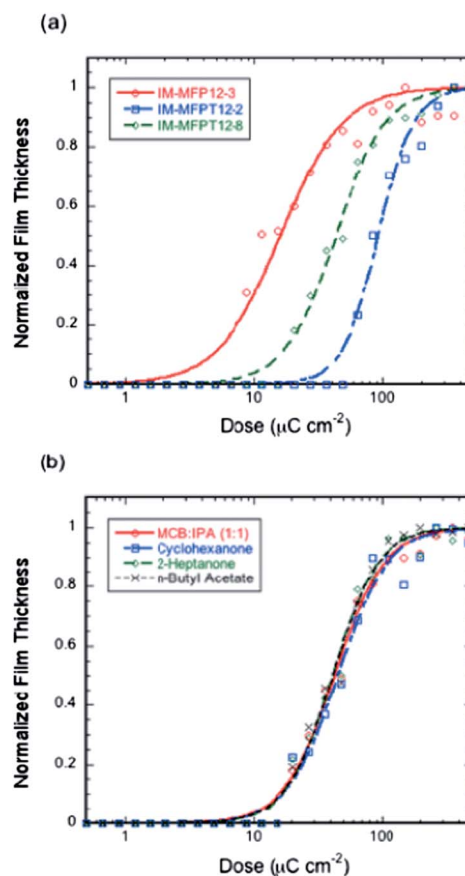 (a)
IM-MFP12-3
IM-MFPT12-2
IM-MFPT12-8
Normalized Film Thickness
1
0.8
0.6
0.4
0.2
0
1
10
100
Dose (µC cm-2)
(b)
MCB:IPA (1:1)
Cyclohexanone
2-Heptanone
n-Butyl Acetate
Normalized Film Thickness
1
0.8
0.6
0.4
0.2
0
1
10
100
Dose (µC cm-2)